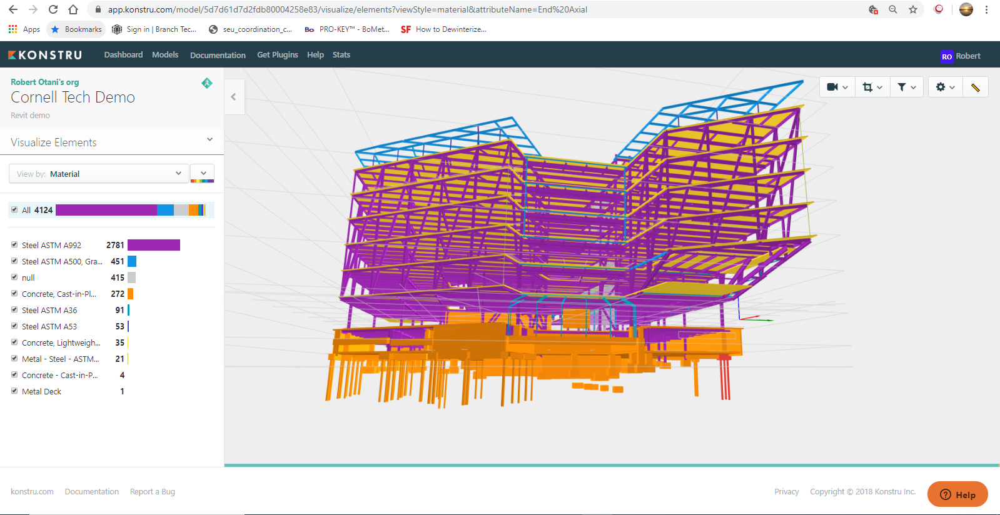 app.konstru.com/model/5d7d61d7d2fdb80004258e83/visualize/elements?viewStyle=material&attributeName=End%20Axial
Apps Bookmarks Sign in | Branch Tec... seu_coordination_c... Bo PRO-KEY™ - BoMet... SF How to Dewinterize...
KONSTRU Dashboard Models Documentation Get Plugins Help Stats RO Robert
Robert Otani's org
Cornell Tech Demo
Revit demo
Visualize Elements
View by: Material
All 4124
Steel ASTM A992 2781
Steel ASTM A500, Gra... 451
null 415
Concrete, Cast-in-Pl... 272
Steel ASTM A36 91
Steel ASTM A53 53
Concrete, Lightweigh... 35
Metal - Steel - ASTM... 21
Concrete - Cast-in-P... 4
Metal Deck 1
konstru.com Documentation Report a Bug Privacy Copyright © 2018 Konstru Inc. Help